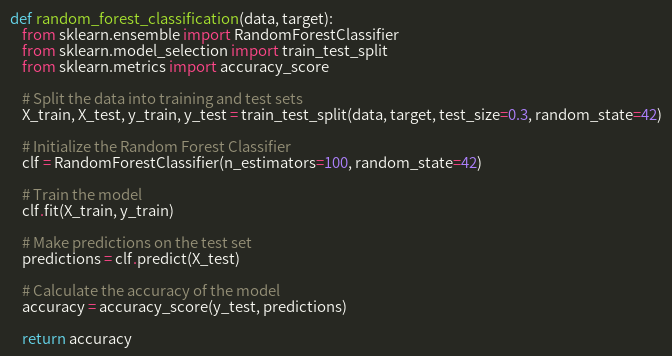 def random_forest_classification(data, target):
    from sklearn.ensemble import RandomForestClassifier
    from sklearn.model_selection import train_test_split
    from sklearn.metrics import accuracy_score
    # Split the data into training and test sets
    X_train, X_test, y_train, y_test = train_test_split(data, target, test_size=0.3, random_state=42)
    # Initialize the Random Forest Classifier
    clf = RandomForestClassifier(n_estimators=100, random_state=42)
    # Train the model
    clf.fit(X_train, y_train)
    # Make predictions on the test set
    predictions = clf.predict(X_test)
    # Calculate the accuracy of the model
    accuracy = accuracy_score(y_test, predictions)
    return accuracy